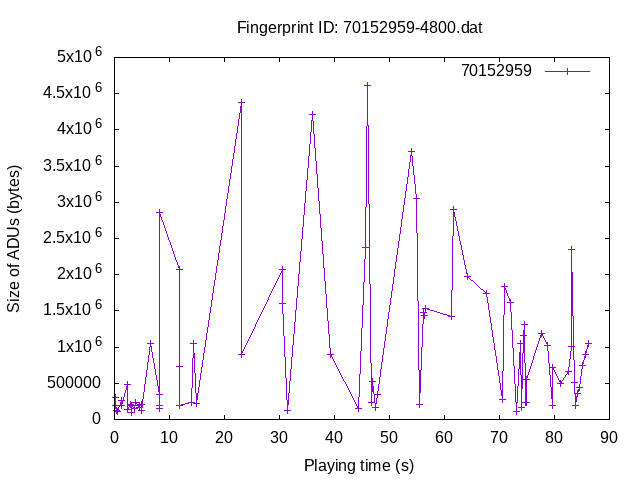 Fingerprint ID: 70152959-4800.dat
5x10^6
4.5x10^6
4x10^6
3.5x10^6
3x10^6
2.5x10^6
2x10^6
1.5x10^6
1x10^6
500000
0
Size of ADUs (bytes)
70152959
0 10 20 30 40 50 60 70 80 90
Playing time (s)